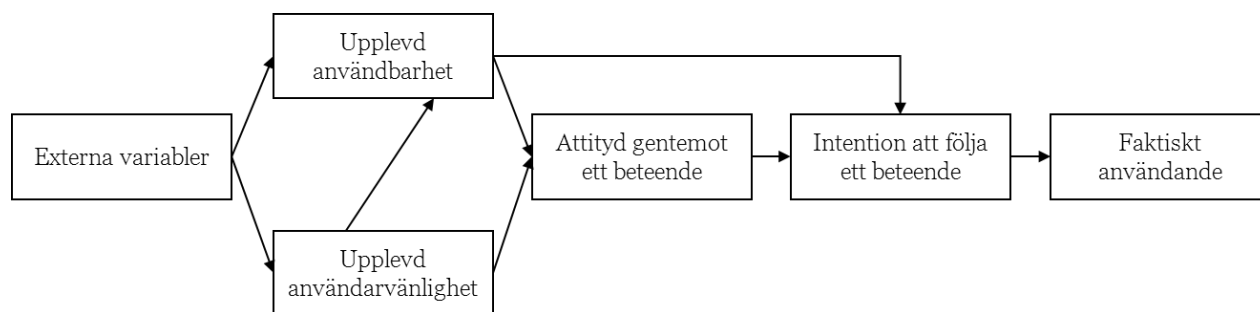 Upplevd
användbarhet
Externa variabler
Attityd gentemot
ett beteende
Intention att följa
ett beteende
Faktiskt
användande
Upplevd
användarvänlighet